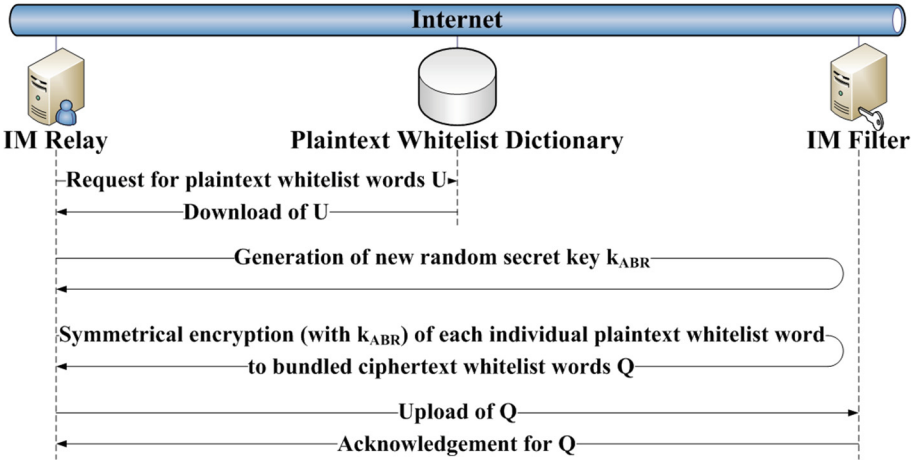 Internet
IM Relay
Plaintext Whitelist Dictionary
IM Filter
Request for plaintext whitelist words U
Download of U
Generation of new random secret key kABR
Symmetrical encryption (with kABR) of each individual plaintext whitelist word
to bundled ciphertext whitelist words Q
Upload of Q
Acknowledgement for Q